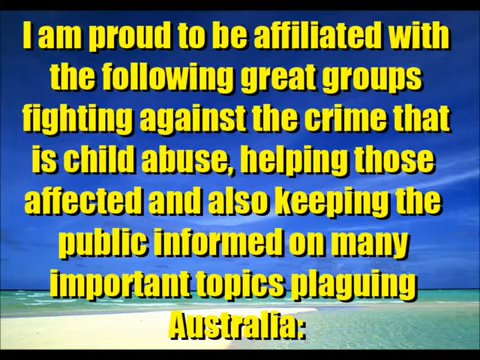 I am proud to be affiliated with
the following great groups
fighting against the crime that
is child abuse, helping those
affected and also keeping the
public informed on many
important topics plaguing
Australia: